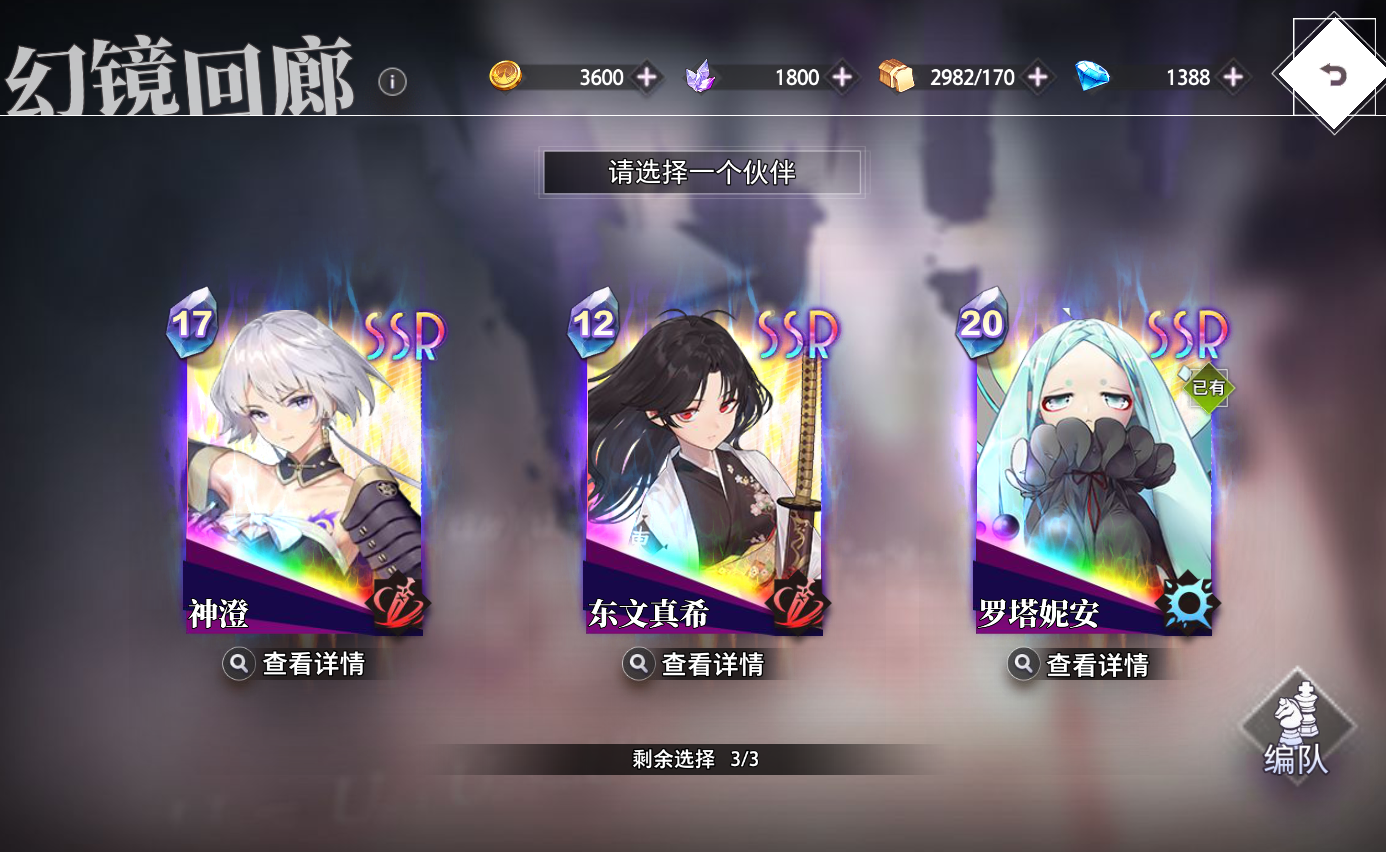 幻镜回廊
i
3600
1800
2982/170
1388
请选择一个伙伴
17
SSR
12
SSR
20
SSR
已有
神澄
东文真希
罗塔妮安
查看详情
查看详情
查看详情
剩余选择 3/3
编队